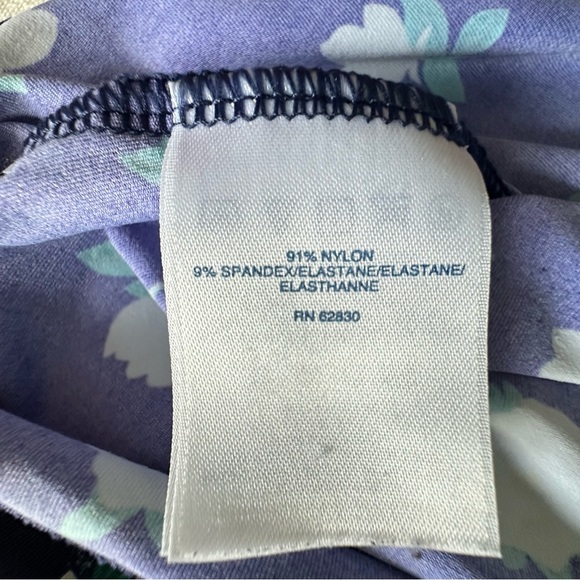 91% NYLON
9% SPANDEX/ELASTANE/ELASTANE/
ELASTHANNE
RN 62830